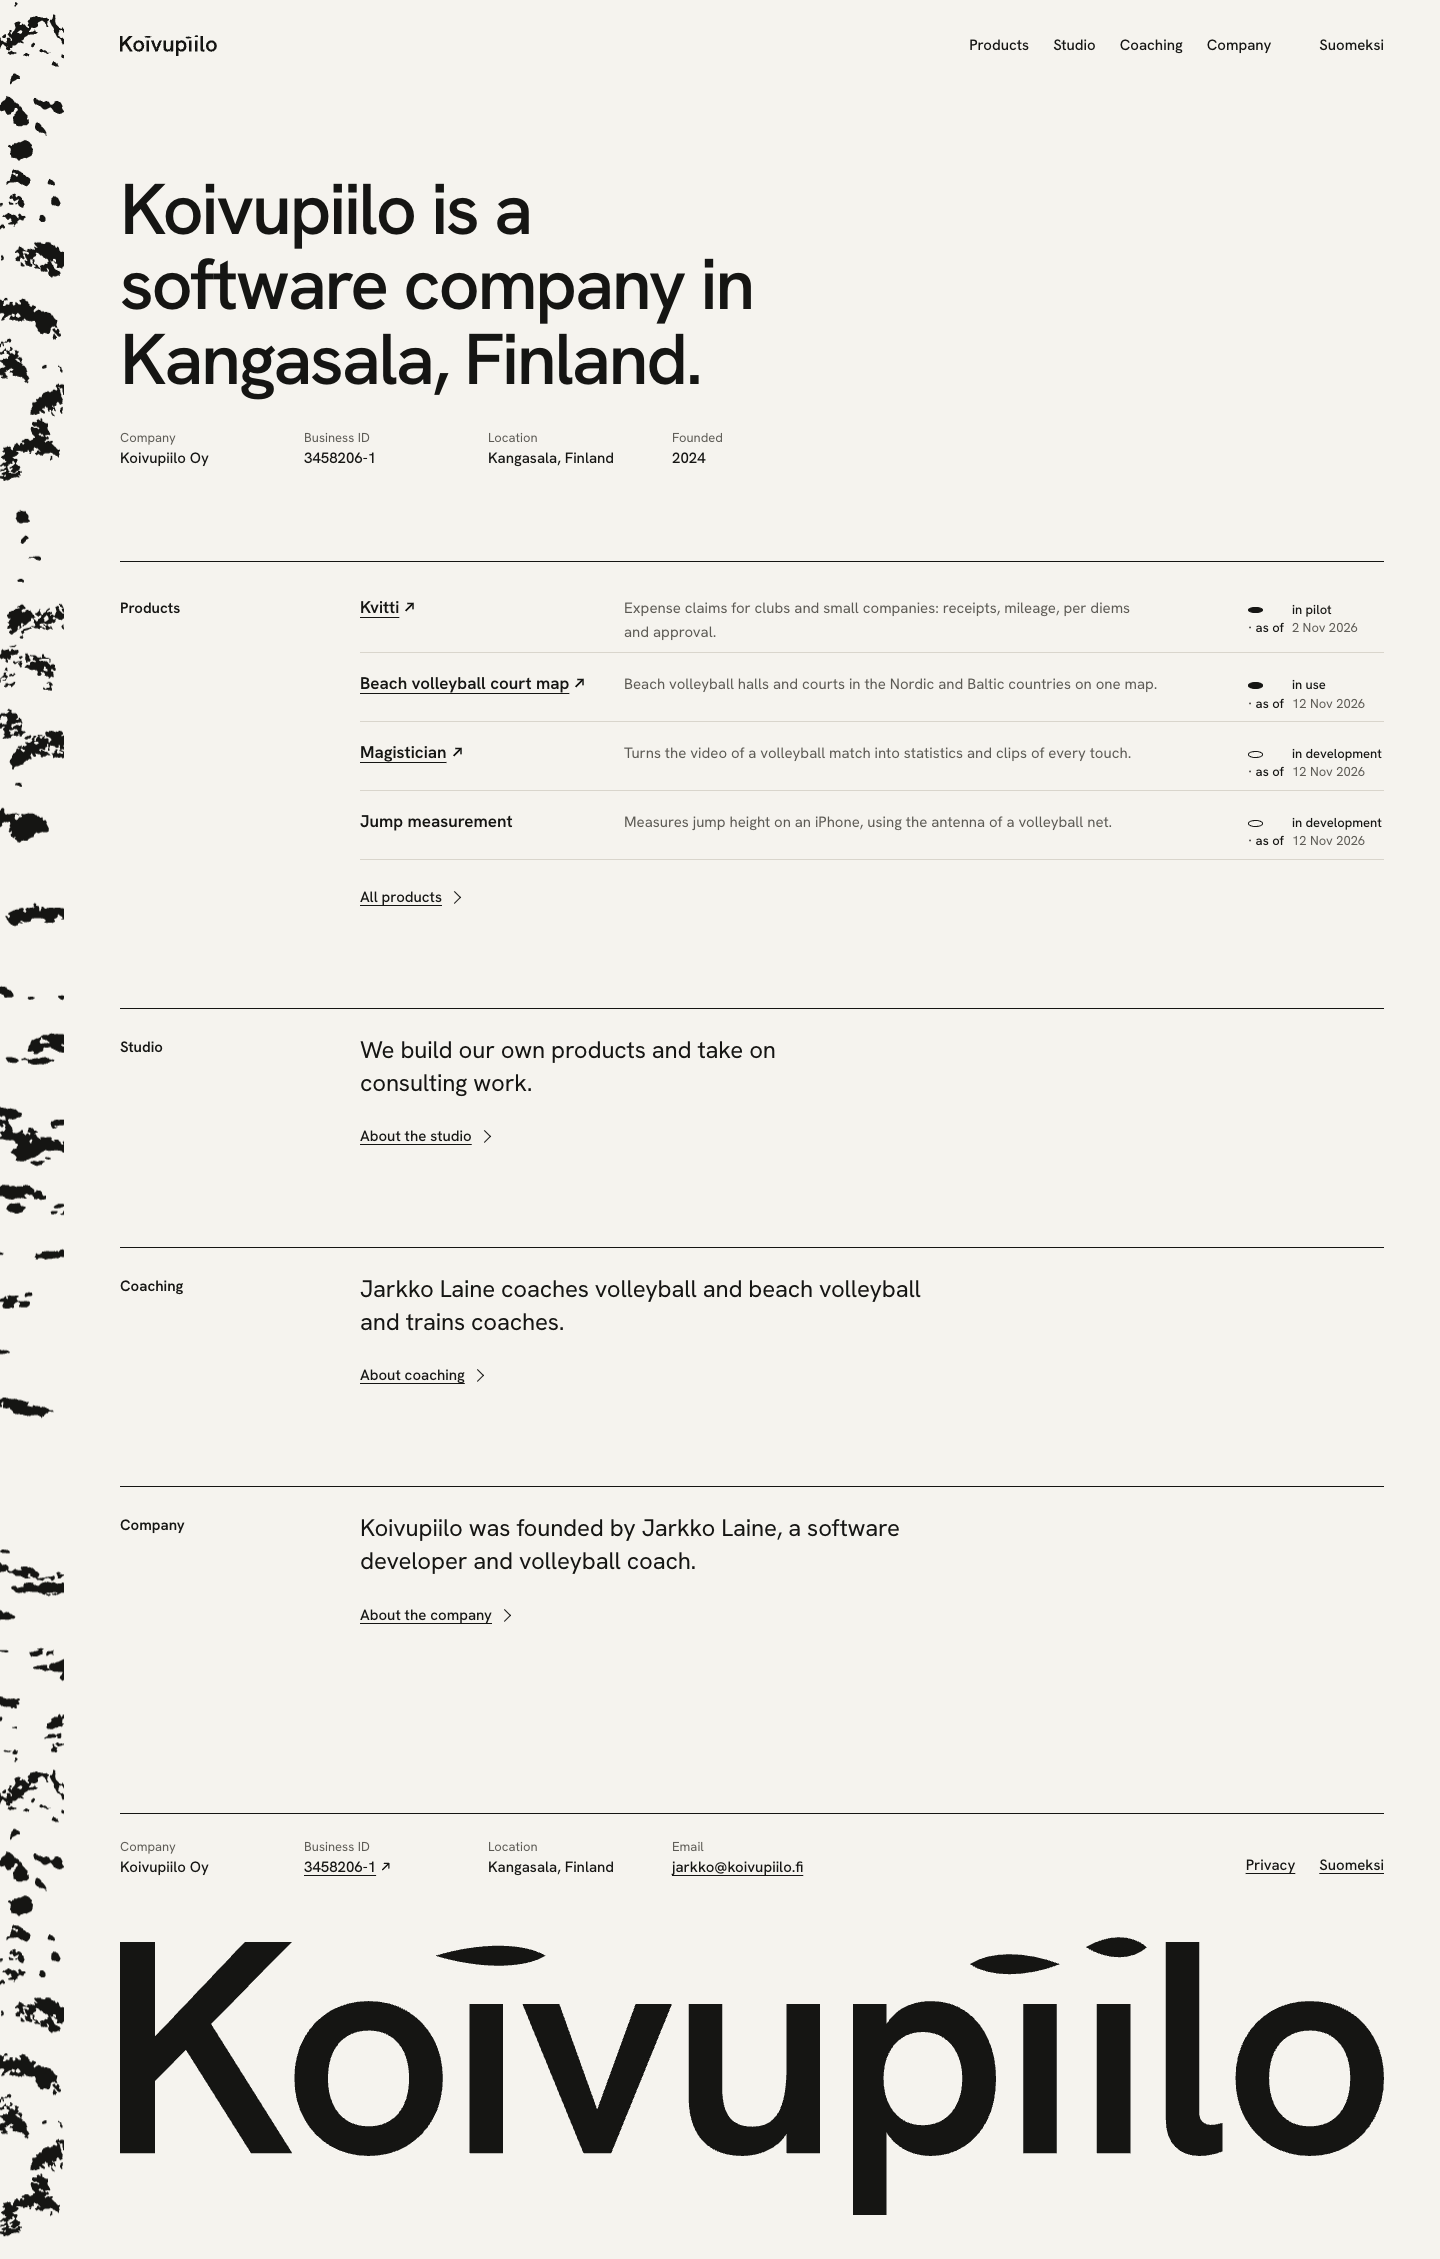 Koivupiilo
Products Studio Coaching Company Suomeksi
Koivupiilo is a
software company in
Kangasala, Finland.
Company Business ID Location Founded
Koivupiilo Oy 3458206-1 Kangasala, Finland 2024
Products
Kvitti ↗ Expense claims for clubs and small companies: receipts, mileage, per diems in pilot
and approval. · as of 2 Nov 2026
Beach volleyball court map ↗ Beach volleyball halls and courts in the Nordic and Baltic countries on one map. in use
· as of 12 Nov 2026
Magistician ↗ Turns the video of a volleyball match into statistics and clips of every touch. in development
· as of 12 Nov 2026
Jump measurement Measures jump height on an iPhone, using the antenna of a volleyball net. in development
· as of 12 Nov 2026
All products
Studio
We build our own products and take on
consulting work.
About the studio
Coaching
Jarkko Laine coaches volleyball and beach volleyball
and trains coaches.
About coaching
Company
Koivupiilo was founded by Jarkko Laine, a software
developer and volleyball coach.
About the company
Company Business ID Location Email
Koivupiilo Oy 3458206-1 ↗ Kangasala, Finland jarkko@koivupiilo.fi Privacy Suomeksi
Koivupiilo